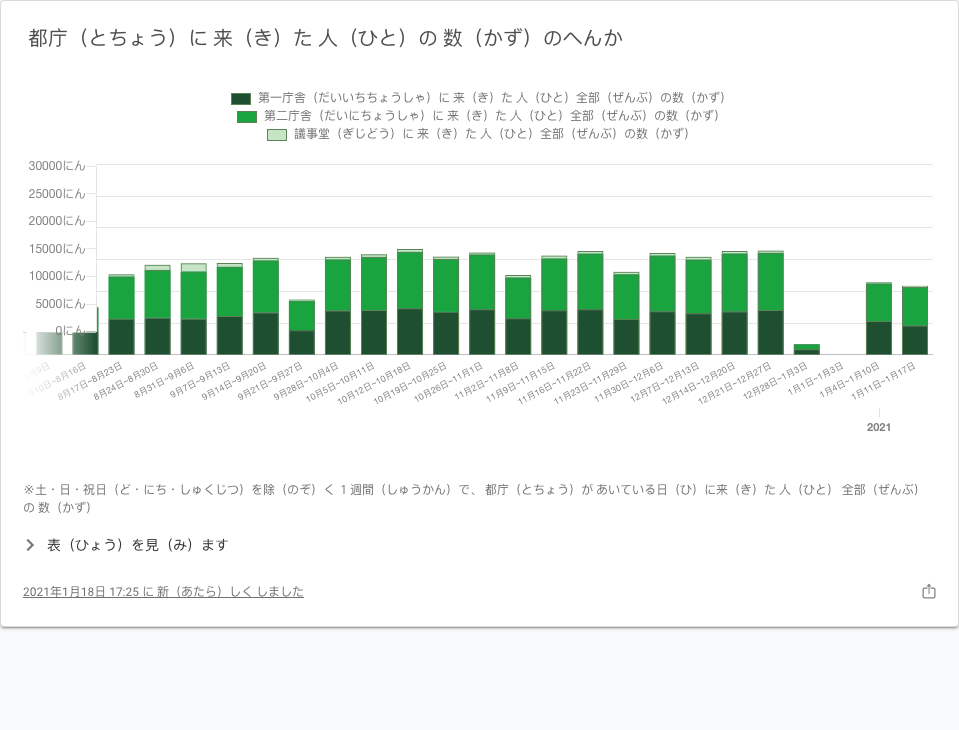 都庁（とちょう）に 来（き）た 人（ひと）の 数（かず）のへんか
第一庁舎（だいいちちょうしゃ）に 来（き）た 人（ひと）全部（ぜんぶ）の数（かず）
第二庁舎（だいにちょうしゃ）に 来（き）た 人（ひと）全部（ぜんぶ）の数（かず）
議事堂（ぎじどう）に 来（き）た 人（ひと）全部（ぜんぶ）の数（かず）
30000にん
25000にん
20000にん
15000にん
10000にん
5000にん
0にん
8月17日~8月23日
8月24日~8月30日
8月31日~9月6日
9月7日~9月13日
9月14日~9月20日
9月21日~9月27日
9月28日~10月4日
10月5日~10月11日
10月12日~10月18日
10月19日~10月25日
10月26日~11月1日
11月2日~11月8日
11月9日~11月15日
11月16日~11月22日
11月23日~11月29日
11月30日~12月6日
12月7日~12月13日
12月14日~12月20日
12月21日~12月27日
12月28日~1月3日
1月1日~1月3日
1月4日~1月10日
1月11日~1月17日
2021
※土・日・祝日（ど・にち・しゅくじつ）を除（のぞ）く 1 週間（しゅうかん）で、都庁（とちょう）が あいている日（ひ）に来（き）た 人（ひと） 全部（ぜんぶ）
の 数（かず）
表（ひょう）を見（み）ます
2021年1月18日 17:25 に 新（あたら）しく しました